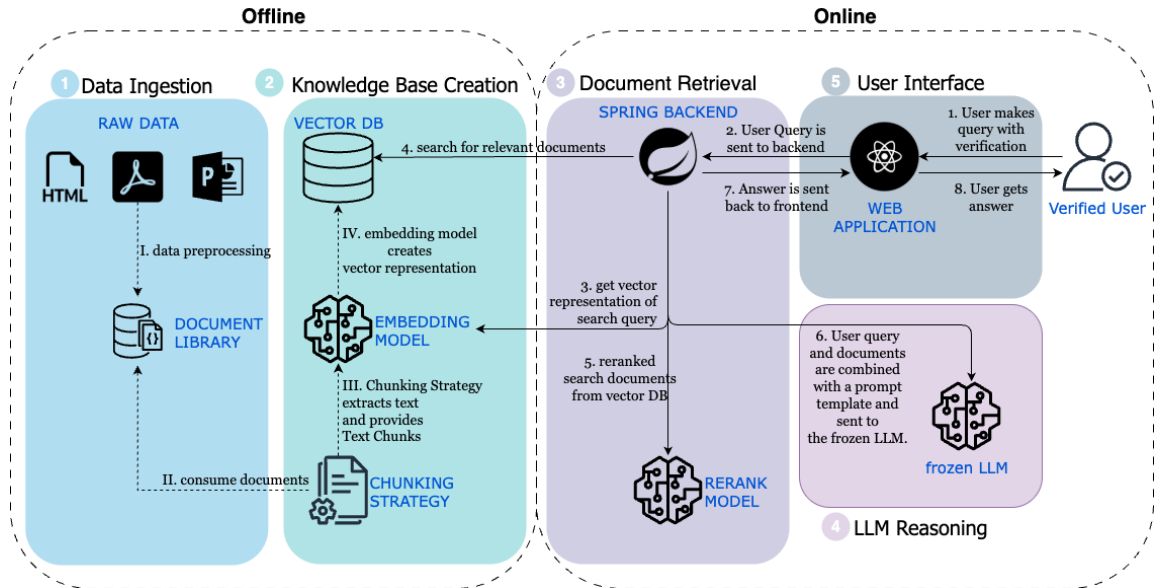 Offline
Online
1 Data Ingestion
2 Knowledge Base Creation
3 Document Retrieval
5 User Interface
RAW DATA
HTML
P
I. data preprocessing
DOCUMENT
LIBRARY
{}
II. consume documents
VECTOR DB
IV. embedding model
creates
vector representation
EMBEDDING
MODEL
III. Chunking Strategy
extracts text
and provides
Text Chunks
CHUNKING
STRATEGY
4. search for relevant documents
SPRING BACKEND
3. get vector
representation of
search query
5. reranked
search documents
from vector DB
RERANK
MODEL
2. User Query is
sent to backend
7. Answer is sent
back to frontend
WEB
APPLICATION
1. User makes
query with
verification
8. User gets
answer
Verified User
6. User query
and documents
are combined
with a prompt
template and
sent to
the frozen LLM.
frozen LLM
4 LLM Reasoning